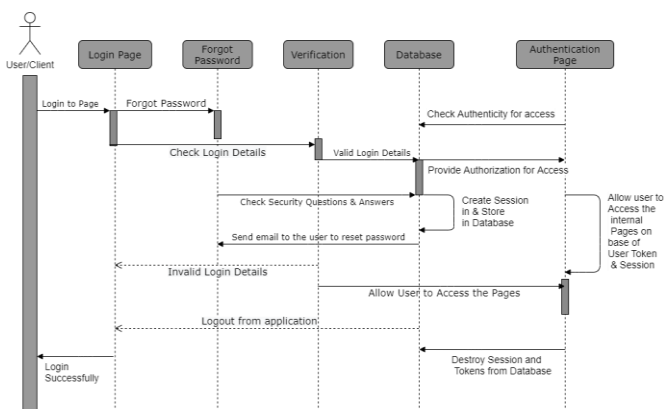 User/Client
Login Page
Forgot
Password
Verification
Database
Authentication
Page
Login to Page
Forgot Password
Check Authenticity for access
Check Login Details
Valid Login Details
Provide Authorization for Access
Check Security Questions & Answers
Create Session
in & Store
in Database
Allow user to
Access the
internal
Pages on
base of
User Token
& Session
Send email to the user to reset password
Invalid Login Details
Allow User to Access the Pages
Logout from application
Login
Successfully
Destroy Session and
Tokens from Database